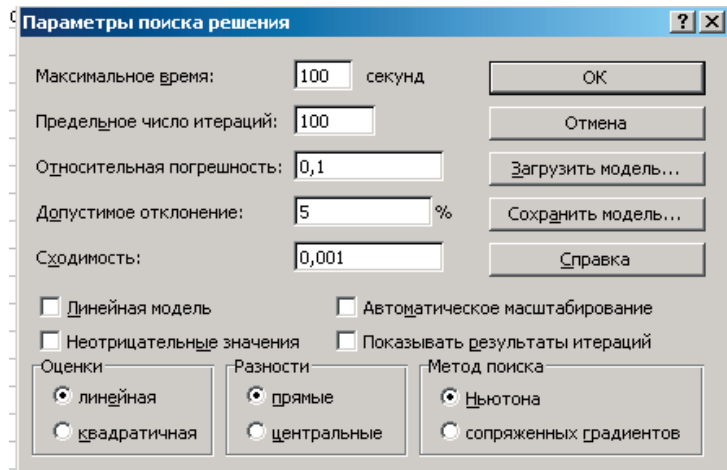 Параметры поиска решения
Максимальное время: 100 секунд ОК
Предельное число итераций: 100 Отмена
Относительная погрешность: 0,1 Загрузить модель...
Допустимое отклонение: 5 % Сохранить модель...
Сходимость: 0,001 Справка
Линейная модель Автоматическое масштабирование
Неотрицательные значения Показывать результаты итераций
Оценки Разности Метод поиска
линейная прямые Ньютона
квадратичная центральные сопряженных градиентов